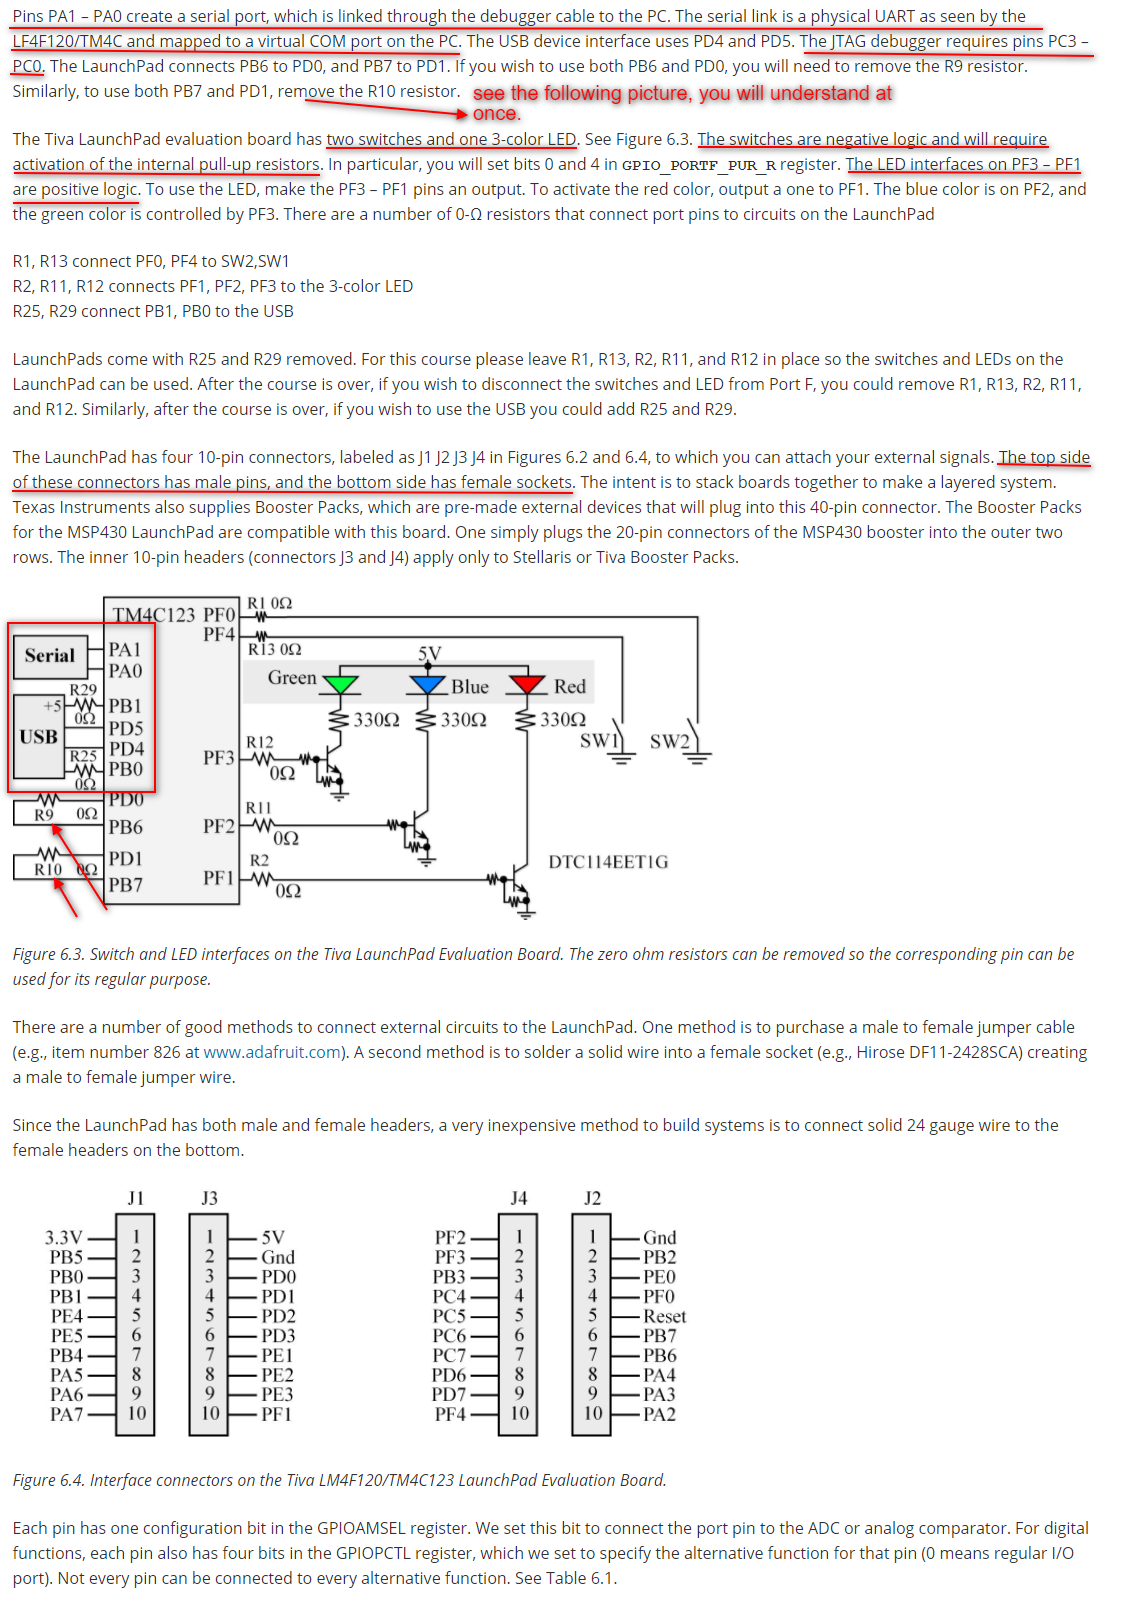 Pins PA1 – PA0 create a serial port, which is linked through the debugger cable to the PC. The serial link is a physical UART as seen by the
LF4F120/TM4C and mapped to a virtual COM port on the PC. The USB device interface uses PD4 and PD5. The JTAG debugger requires pins PC3 –
PC0. The LaunchPad connects PB6 to PD0, and PB7 to PD1. If you wish to use both PB6 and PD0, you will need to remove the R9 resistor.
Similarly, to use both PB7 and PD1, remove the R10 resistor. see the following picture, you will understand at
once.
The Tiva LaunchPad evaluation board has two switches and one 3-color LED. See Figure 6.3. The switches are negative logic and will require
activation of the internal pull-up resistors. In particular, you will set bits 0 and 4 in GPIO_PORTF_PUR_R register. The LED interfaces on PF3 – PF1
are positive logic. To use the LED, make the PF3 – PF1 pins an output. To activate the red color, output a one to PF1. The blue color is on PF2, and
the green color is controlled by PF3. There are a number of 0-Ω resistors that connect port pins to circuits on the LaunchPad
R1, R13 connect PF0, PF4 to SW2,SW1
R2, R11, R12 connects PF1, PF2, PF3 to the 3-color LED
R25, R29 connect PB1, PB0 to the USB
LaunchPads come with R25 and R29 removed. For this course please leave R1, R13, R2, R11, and R12 in place so the switches and LEDs on the
LaunchPad can be used. After the course is over, if you wish to disconnect the switches and LED from Port F, you could remove R1, R13, R2, R11,
and R12. Similarly, after the course is over, if you wish to use the USB you could add R25 and R29.
The LaunchPad has four 10-pin connectors, labeled as J1 J2 J3 J4 in Figures 6.2 and 6.4, to which you can attach your external signals. The top side
of these connectors has male pins, and the bottom side has female sockets. The intent is to stack boards together to make a layered system.
Texas Instruments also supplies Booster Packs, which are pre-made external devices that will plug into this 40-pin connector. The Booster Packs
for the MSP430 LaunchPad are compatible with this board. One simply plugs the 20-pin connectors of the MSP430 booster into the outer two
rows. The inner 10-pin headers (connectors J3 and J4) apply only to Stellaris or Tiva Booster Packs.
R1 0Ω
TM4C123 PF0
PF4
R13 0Ω
Serial PA1
PA0
5V
Green Blue Red
R29
+5 PB1
0Ω
USB PD5
PD4
R25
PB0
0Ω
330Ω 330Ω 330Ω
SW1 SW2
R12
PF3
0Ω
PD0
R9 0Ω
PB6
R11
PF2
0Ω
PD1
R10 0Ω
PB7
R2
PF1
0Ω
DTC114EET1G
Figure 6.3. Switch and LED interfaces on the Tiva LaunchPad Evaluation Board. The zero ohm resistors can be removed so the corresponding pin can be
used for its regular purpose.
There are a number of good methods to connect external circuits to the LaunchPad. One method is to purchase a male to female jumper cable
(e.g., item number 826 at www.adafruit.com). A second method is to solder a solid wire into a female socket (e.g., Hirose DF11-2428SCA) creating
a male to female jumper wire.
Since the LaunchPad has both male and female headers, a very inexpensive method to build systems is to connect solid 24 gauge wire to the
female headers on the bottom.
J1 J3 J4 J2
3.3V 1 1 5V PF2 1 1 Gnd
PB5 2 2 Gnd PF3 2 2 PB2
PB0 3 3 PD0 PB3 3 3 PE0
PB1 4 4 PD1 PC4 4 4 PF0
PE4 5 5 PD2 PC5 5 5 Reset
PE5 6 6 PD3 PC6 6 6 PB7
PB4 7 7 PE1 PC7 7 7 PB6
PA5 8 8 PE2 PD6 8 8 PA4
PA6 9 9 PE3 PD7 9 9 PA3
PA7 10 10 PF1 PF4 10 10 PA2
Figure 6.4. Interface connectors on the Tiva LM4F120/TM4C123 LaunchPad Evaluation Board.
Each pin has one configuration bit in the GPIOAMSEL register. We set this bit to connect the port pin to the ADC or analog comparator. For digital
functions, each pin also has four bits in the GPIOPCTL register, which we set to specify the alternative function for that pin (0 means regular I/O
port). Not every pin can be connected to every alternative function. See Table 6.1.